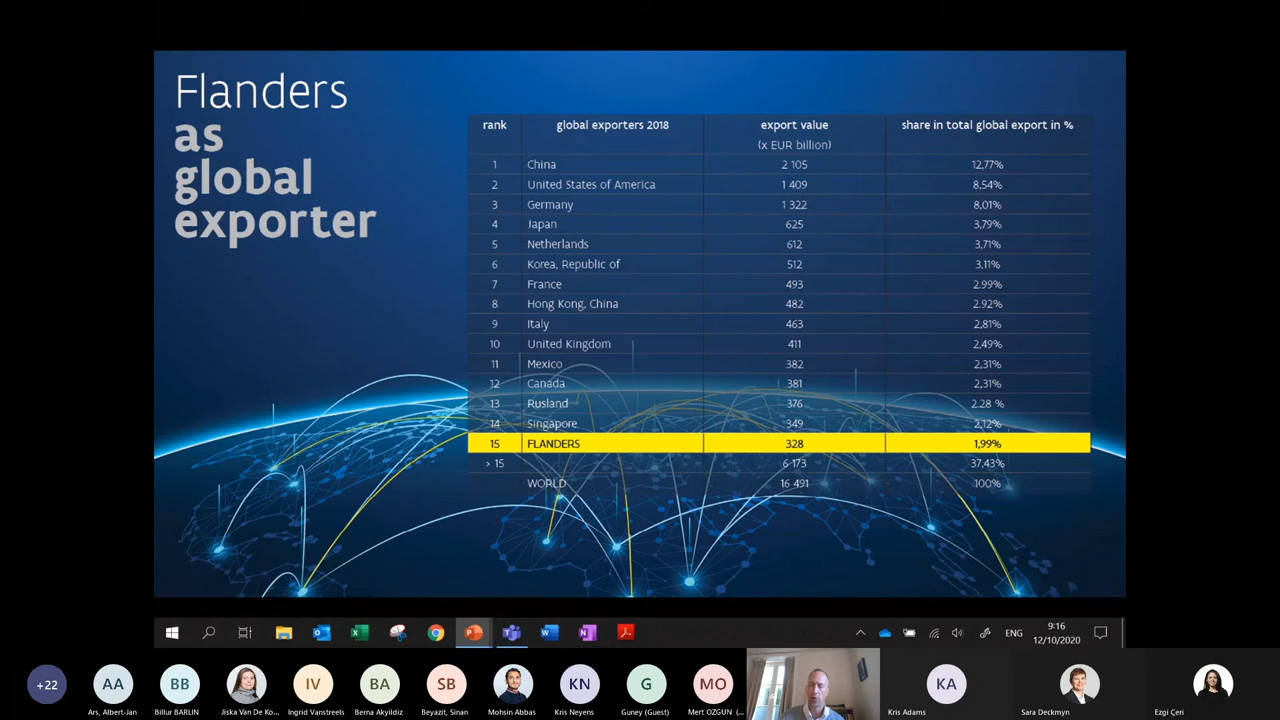 Flanders
as
global
exporter
rank global exporters 2018 export value share in total global export in %
(x EUR billion)
1 China 2 105 12,77%
2 United States of America 1 409 8,54%
3 Germany 1 322 8,01%
4 Japan 625 3,79%
5 Netherlands 612 3,71%
6 Korea, Republic of 512 3,11%
7 France 493 2.99%
8 Hong Kong, China 482 2.92%
9 Italy 463 2,81%
10 United Kingdom 411 2,49%
11 Mexico 382 2,31%
12 Canada 381 2,31%
13 Rusland 376 2.28 %
14 Singapore 349 2,12%
15 FLANDERS 328 1,99%
> 15 6 173 37,43%
WORLD 16 491 100%
ENG 9:16
12/10/2020
+22 AA BB IV BA SB KN G MO KA
Ars, Albert-Jan Billur BARLIN Jiska Van De Ko... Ingrid Vanstreels Berna Akyildiz Beyazit, Sinan Mohsin Abbas Kris Neyens Guney (Guest) Mert OZGUN (... Kris Adams Sara Deckmyn Ezgi Çeri